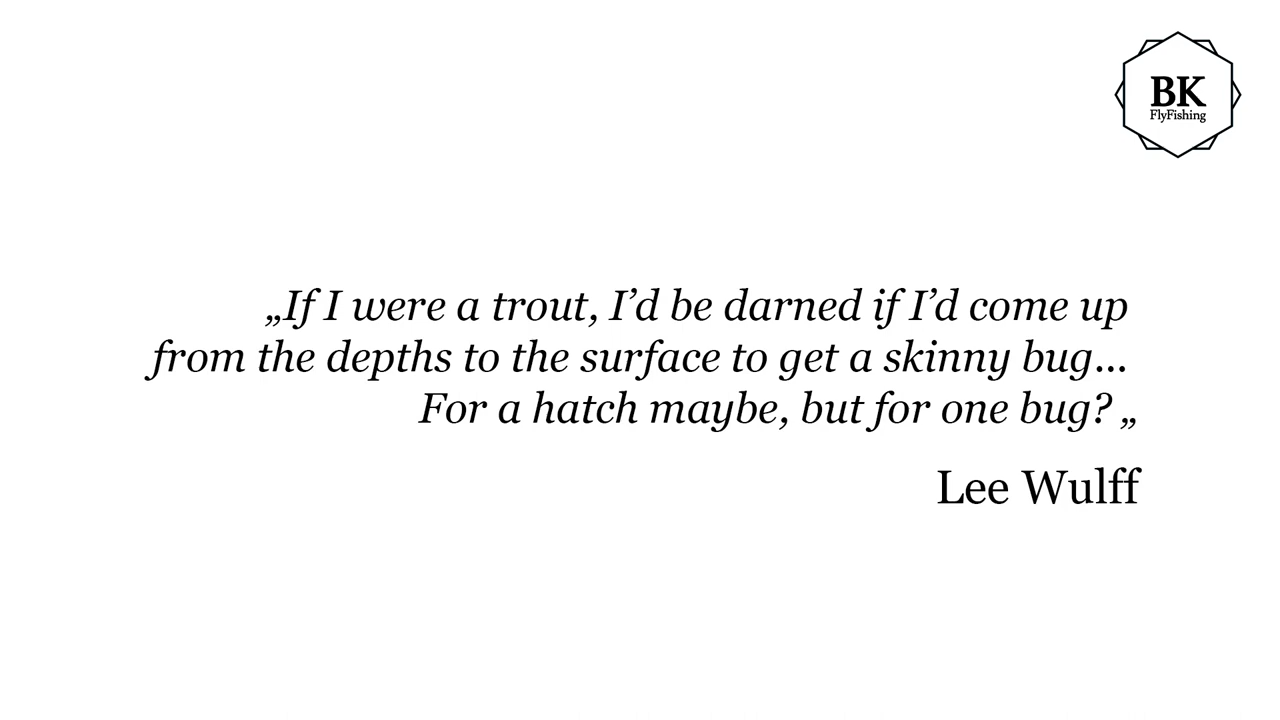 BK
FlyFishing
„If I were a trout, I’d be darned if I’d come up
from the depths to the surface to get a skinny bug...
For a hatch maybe, but for one bug? „
Lee Wulff